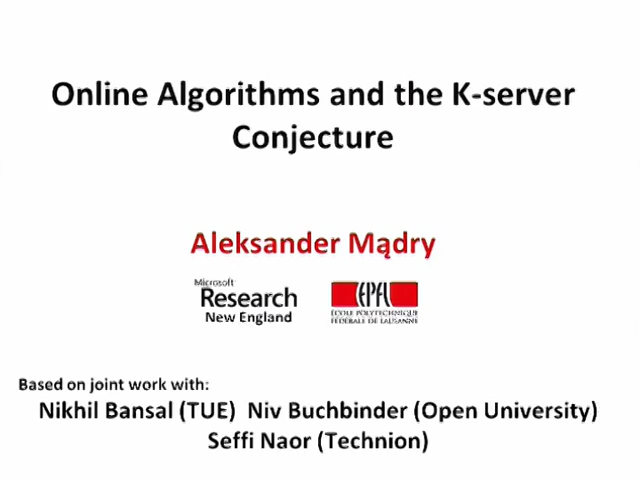 Online Algorithms and the K-server
Conjecture
Aleksander Mądry
Microsoft
Research
New England
EPFL
ÉCOLE POLYTECHNIQUE
FÉDÉRALE DE LAUSANNE
Based on joint work with:
Nikhil Bansal (TUE) Niv Buchbinder (Open University)
Seffi Naor (Technion)